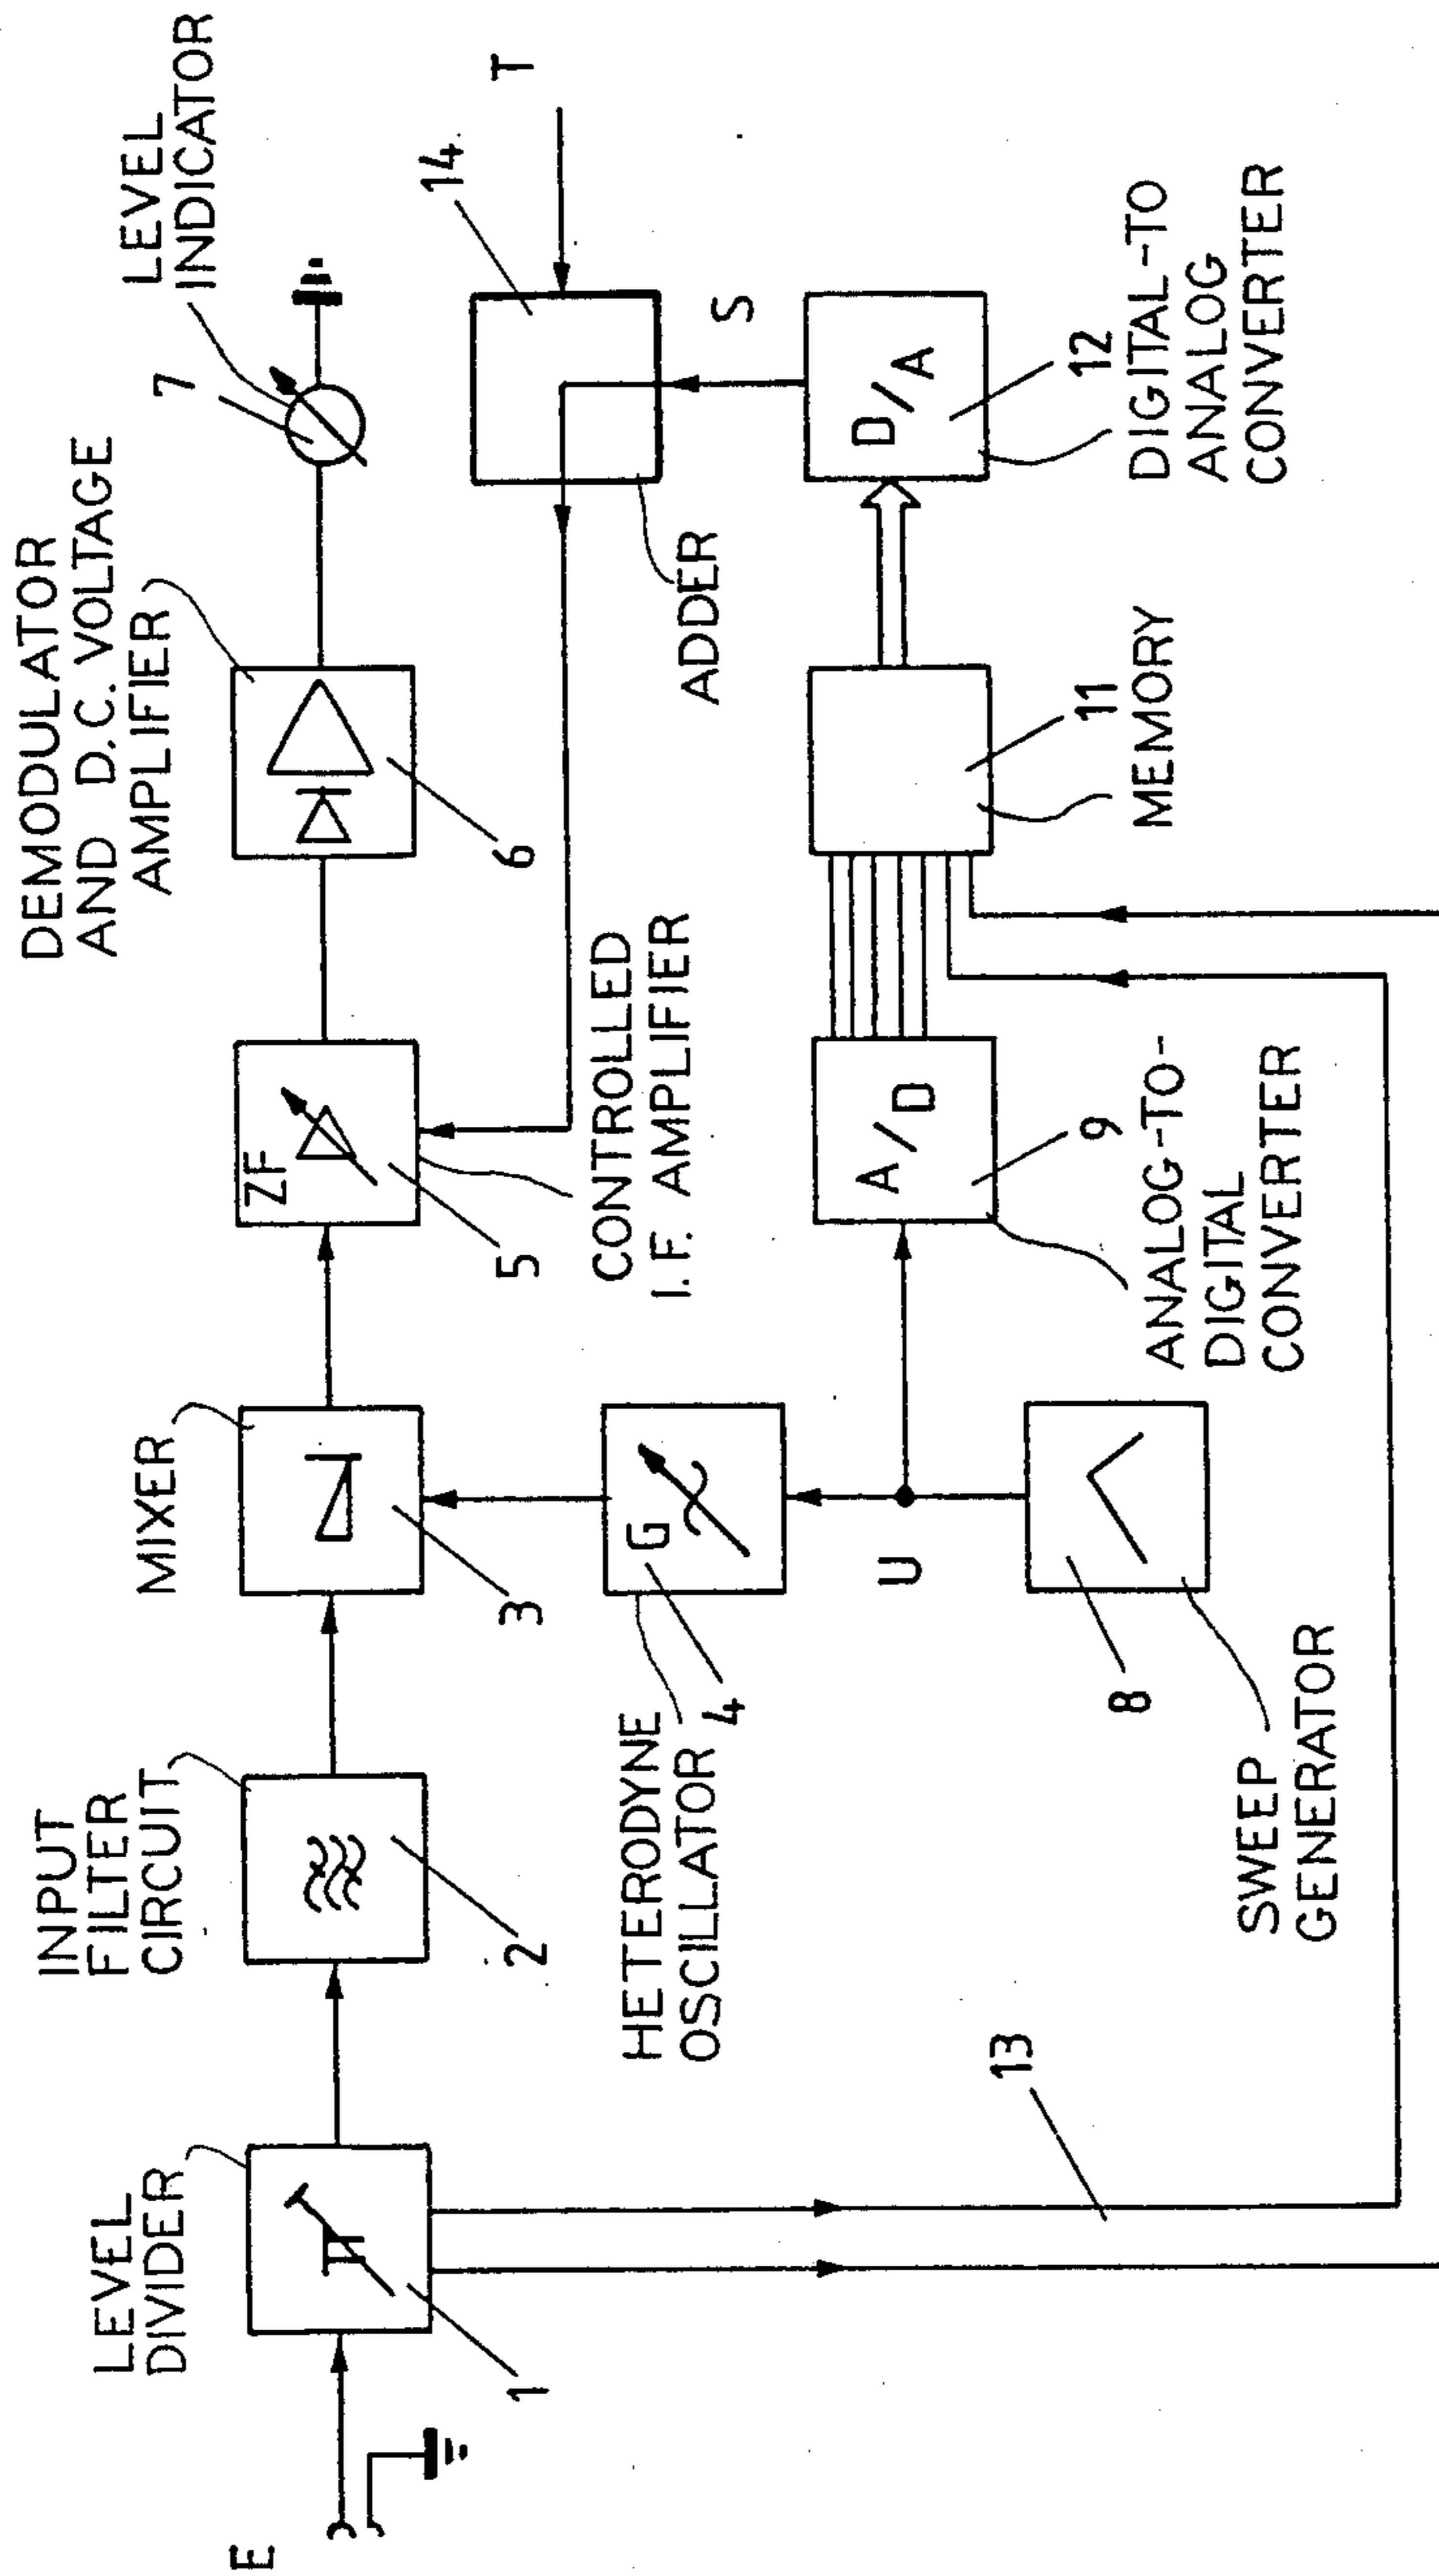 E
LEVEL
DIVIDER
1
INPUT
FILTER
CIRCUIT
2
MIXER
3
ZF
5
CONTROLLED
I.F. AMPLIFIER
DEMODULATOR
AND D.C. VOLTAGE
AMPLIFIER
6
LEVEL
INDICATOR
7
14
T
ADDER
S
HETERODYNE
OSCILLATOR
G
4
U
8
SWEEP
GENERATOR
A/D
9
ANALOG-TO-
DIGITAL
CONVERTER
11
MEMORY
D/A
12
DIGITAL-TO
ANALOG
CONVERTER
13